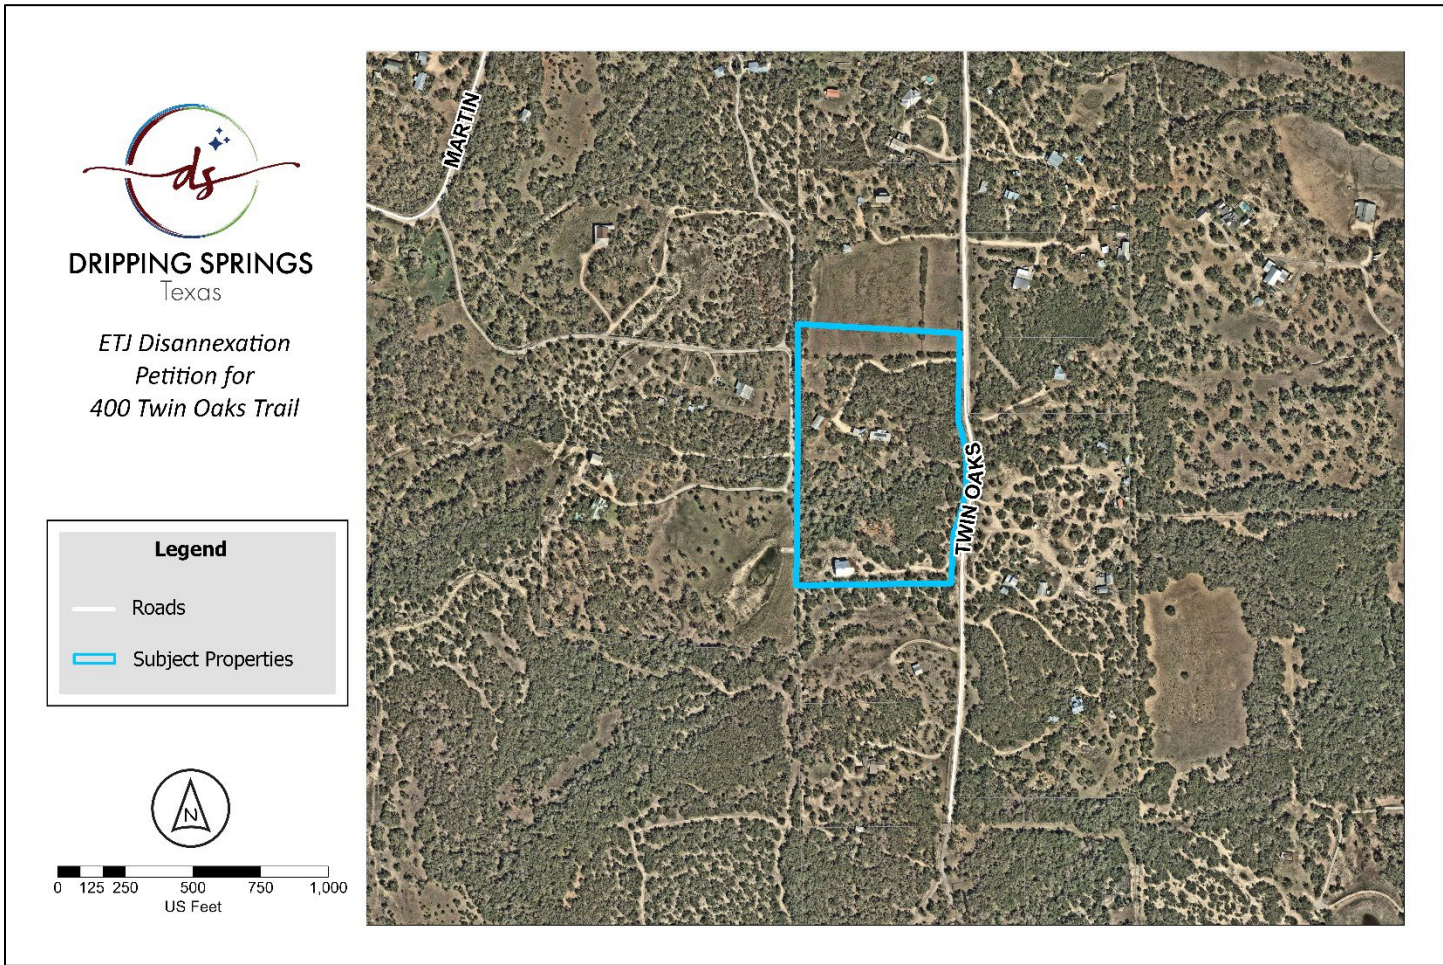 ds
DRIPPING SPRINGS
Texas
ETJ Disannexation
Petition for
400 Twin Oaks Trail
Legend
Roads
Subject Properties
N
0 125 250 500 750 1,000
US Feet
MARTIN
TWIN OAKS